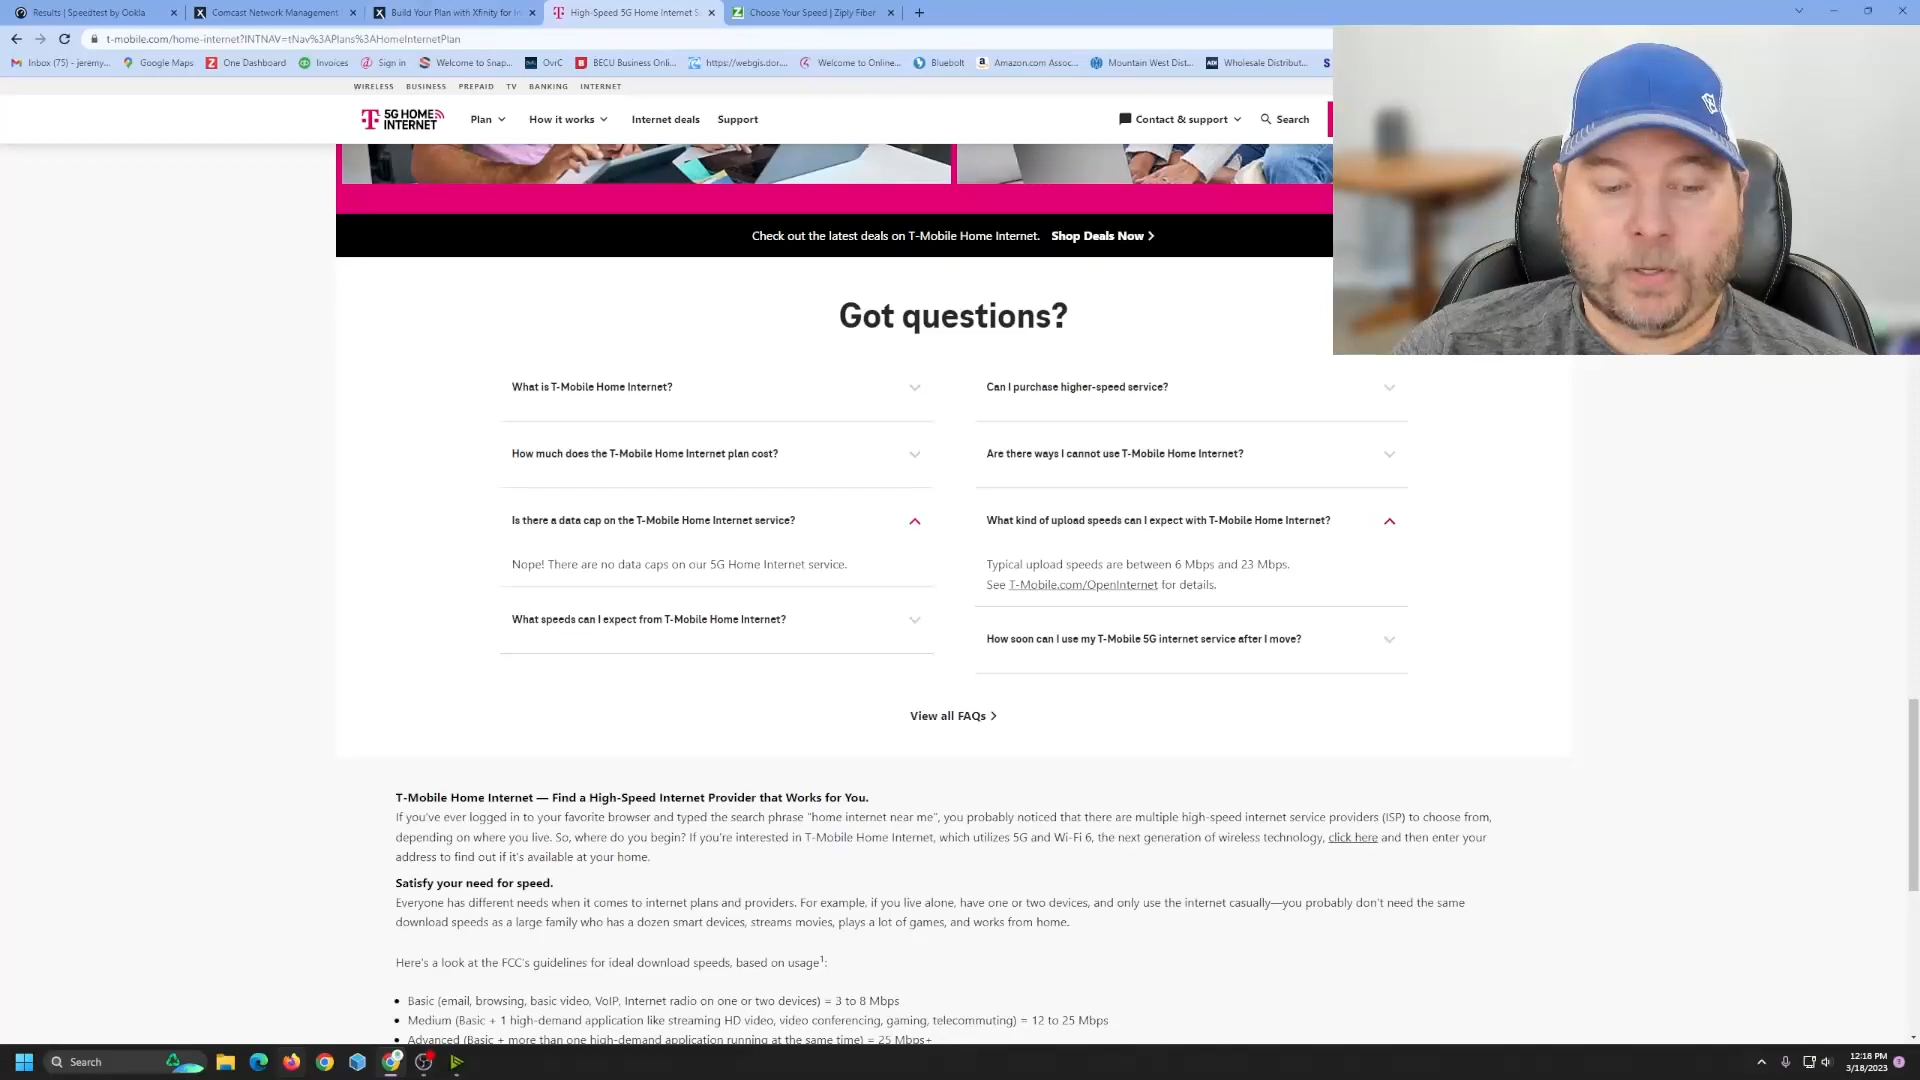 Results | Speedtest by Ookla
Comcast Network Management
Build Your Plan with Xfinity for In
High-Speed 5G Home Internet S
Choose Your Speed | Ziply Fiber
t-mobile.com/home-internet?INTNAV=tNav%3APlans%3AHomeInternetPlan
Inbox (75) - jeremy... Google Maps One Dashboard Invoices Sign in Welcome to Snap... OvrC BECU Business Onli... https://webgis.dor.... Welcome to Online... Bluebolt Amazon.com Assoc... Mountain West Dist... Wholesale Distribut...
WIRELESS BUSINESS PREPAID TV BANKING INTERNET
T 5G HOME INTERNET
Plan How it works Internet deals Support Contact & support Search
Check out the latest deals on T-Mobile Home Internet. Shop Deals Now
Got questions?
What is T-Mobile Home Internet?
How much does the T-Mobile Home Internet plan cost?
Is there a data cap on the T-Mobile Home Internet service?
Nope! There are no data caps on our 5G Home Internet service.
What speeds can I expect from T-Mobile Home Internet?
Can I purchase higher-speed service?
Are there ways I cannot use T-Mobile Home Internet?
What kind of upload speeds can I expect with T-Mobile Home Internet?
Typical upload speeds are between 6 Mbps and 23 Mbps.
See T-Mobile.com/OpenInternet for details.
How soon can I use my T-Mobile 5G internet service after I move?
View all FAQs
T-Mobile Home Internet — Find a High-Speed Internet Provider that Works for You.
If you've ever logged in to your favorite browser and typed the search phrase "home internet near me", you probably noticed that there are multiple high-speed internet service providers (ISP) to choose from,
depending on where you live. So, where do you begin? If you're interested in T-Mobile Home Internet, which utilizes 5G and Wi-Fi 6, the next generation of wireless technology, click here and then enter your
address to find out if it's available at your home.
Satisfy your need for speed.
Everyone has different needs when it comes to internet plans and providers. For example, if you live alone, have one or two devices, and only use the internet casually—you probably don't need the same
download speeds as a large family who has a dozen smart devices, streams movies, plays a lot of games, and works from home.
Here's a look at the FCC's guidelines for ideal download speeds, based on usage1:
• Basic (email, browsing, basic video, VoIP, Internet radio on one or two devices) = 3 to 8 Mbps
• Medium (Basic + 1 high-demand application like streaming HD video, video conferencing, gaming, telecommuting) = 12 to 25 Mbps
• Advanced (Basic + more than one high-demand application running at the same time) = 25 Mbps+
Search
12:18 PM
3/18/2023